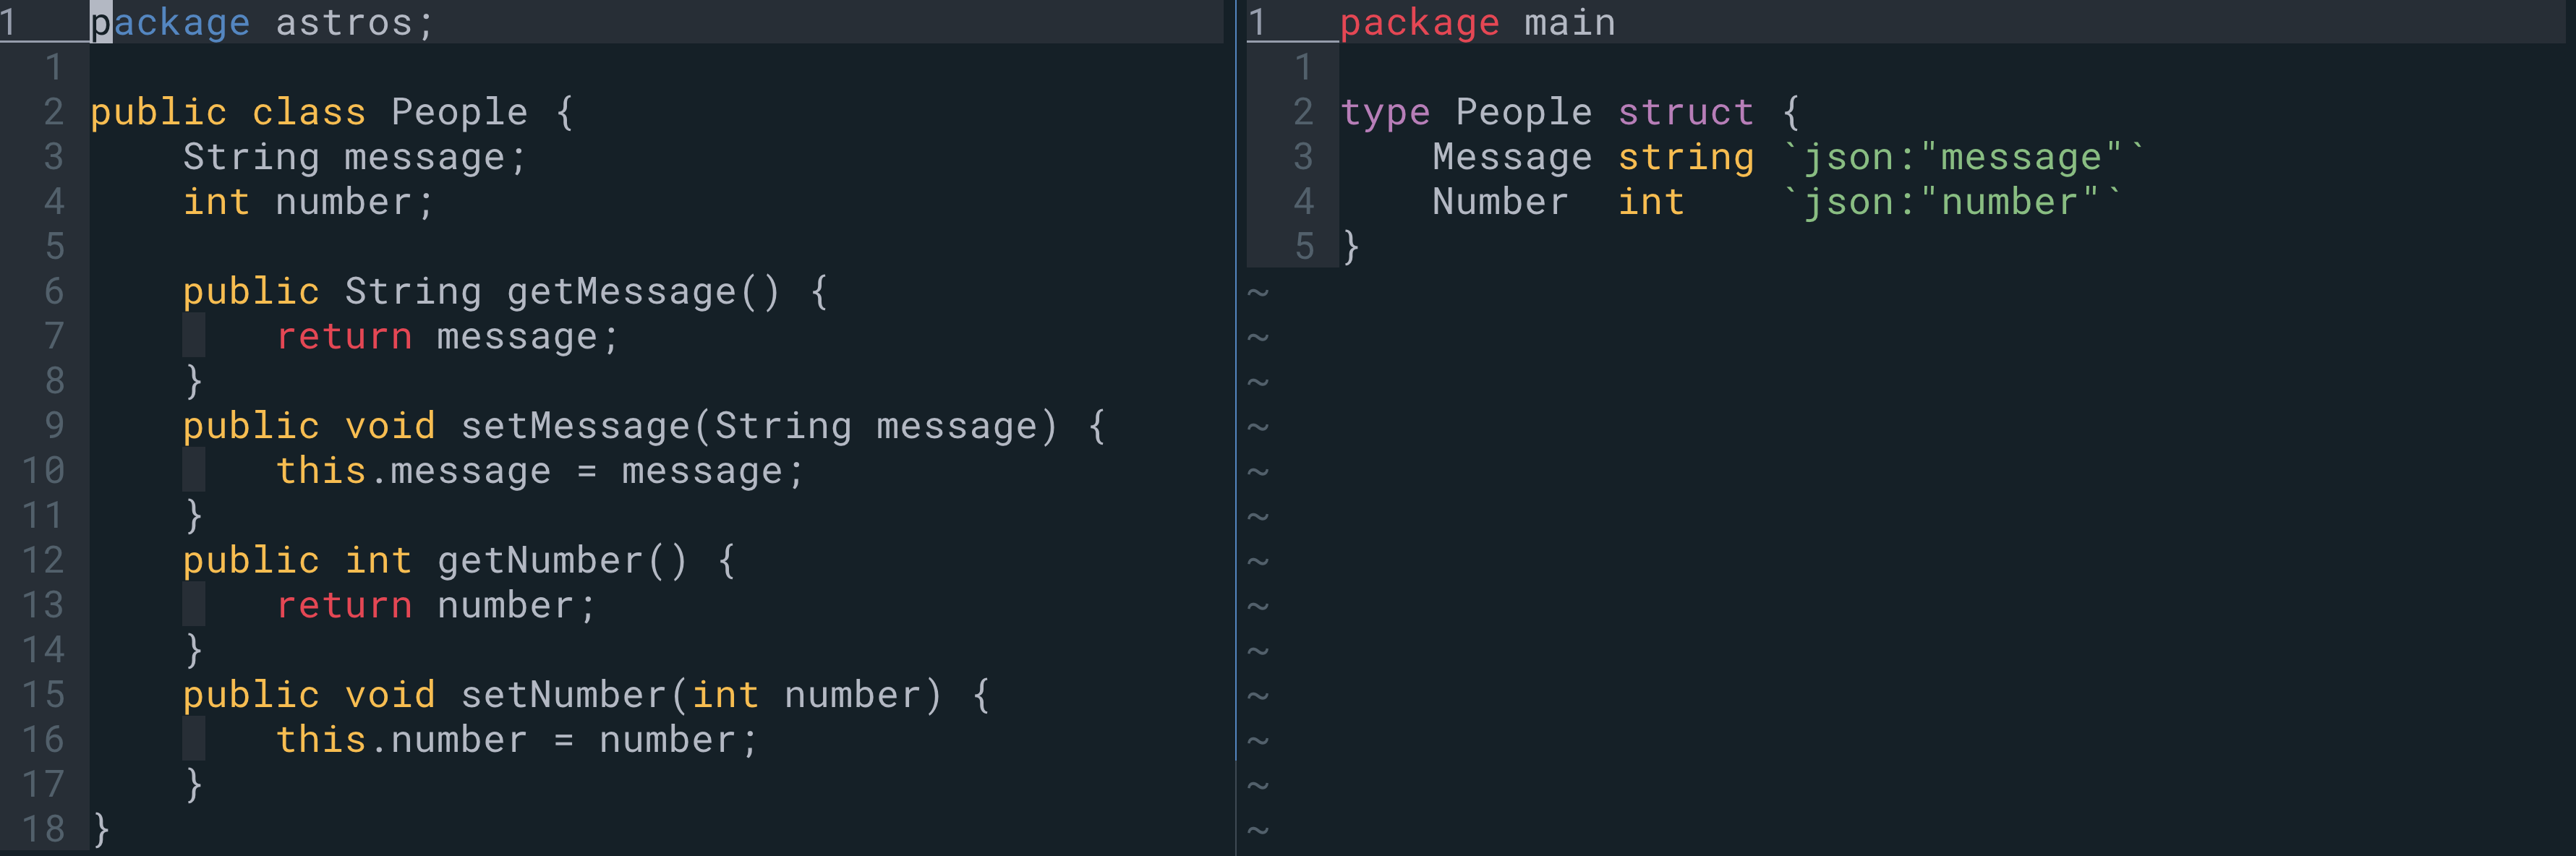 1 package astros;
1
2 public class People {
3     String message;
4     int number;
5
6     public String getMessage() {
7         return message;
8     }
9     public void setMessage(String message) {
10         this.message = message;
11     }
12     public int getNumber() {
13         return number;
14     }
15     public void setNumber(int number) {
16         this.number = number;
17     }
18 }
1 package main
1
2 type People struct {
3     Message string `json:"message"`
4     Number  int    `json:"number"`
5 }
~
~
~
~
~
~
~
~
~
~
~
~
~